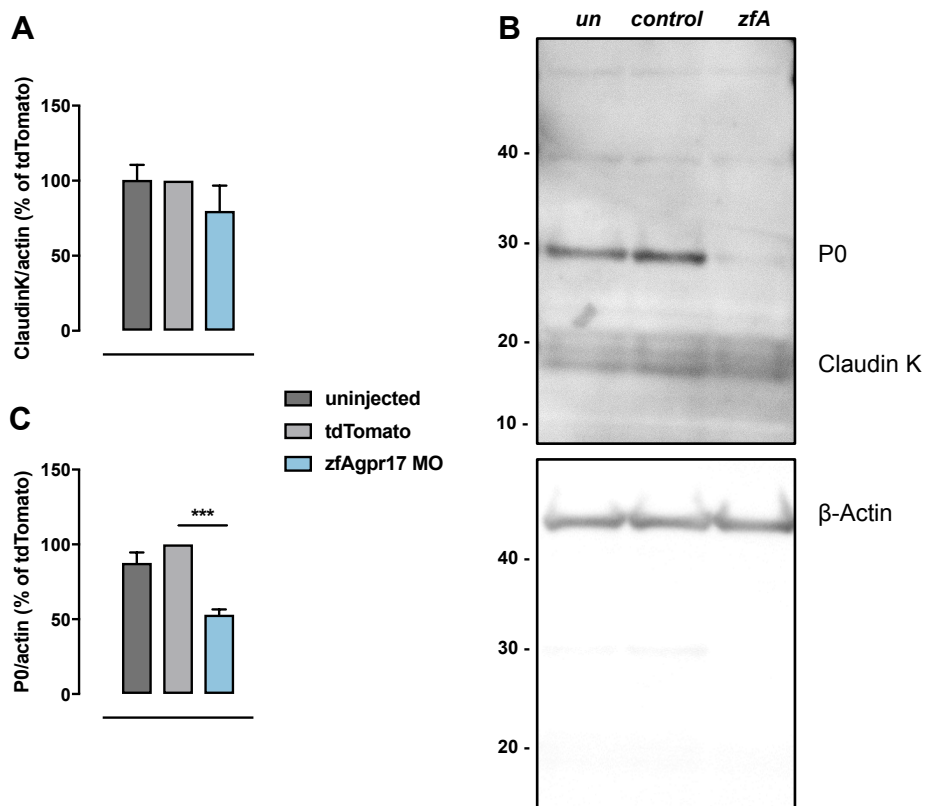 A
ClaudinK/actin (% of tdTomato)
150
100
50
0
B
un control zfA
40 -
30 -
20 -
10 -
P0
Claudin K
β-Actin
40 -
30 -
20 -
C
P0/actin (% of tdTomato)
150
100
50
0
***
uninjected
tdTomato
zfAgpr17 MO